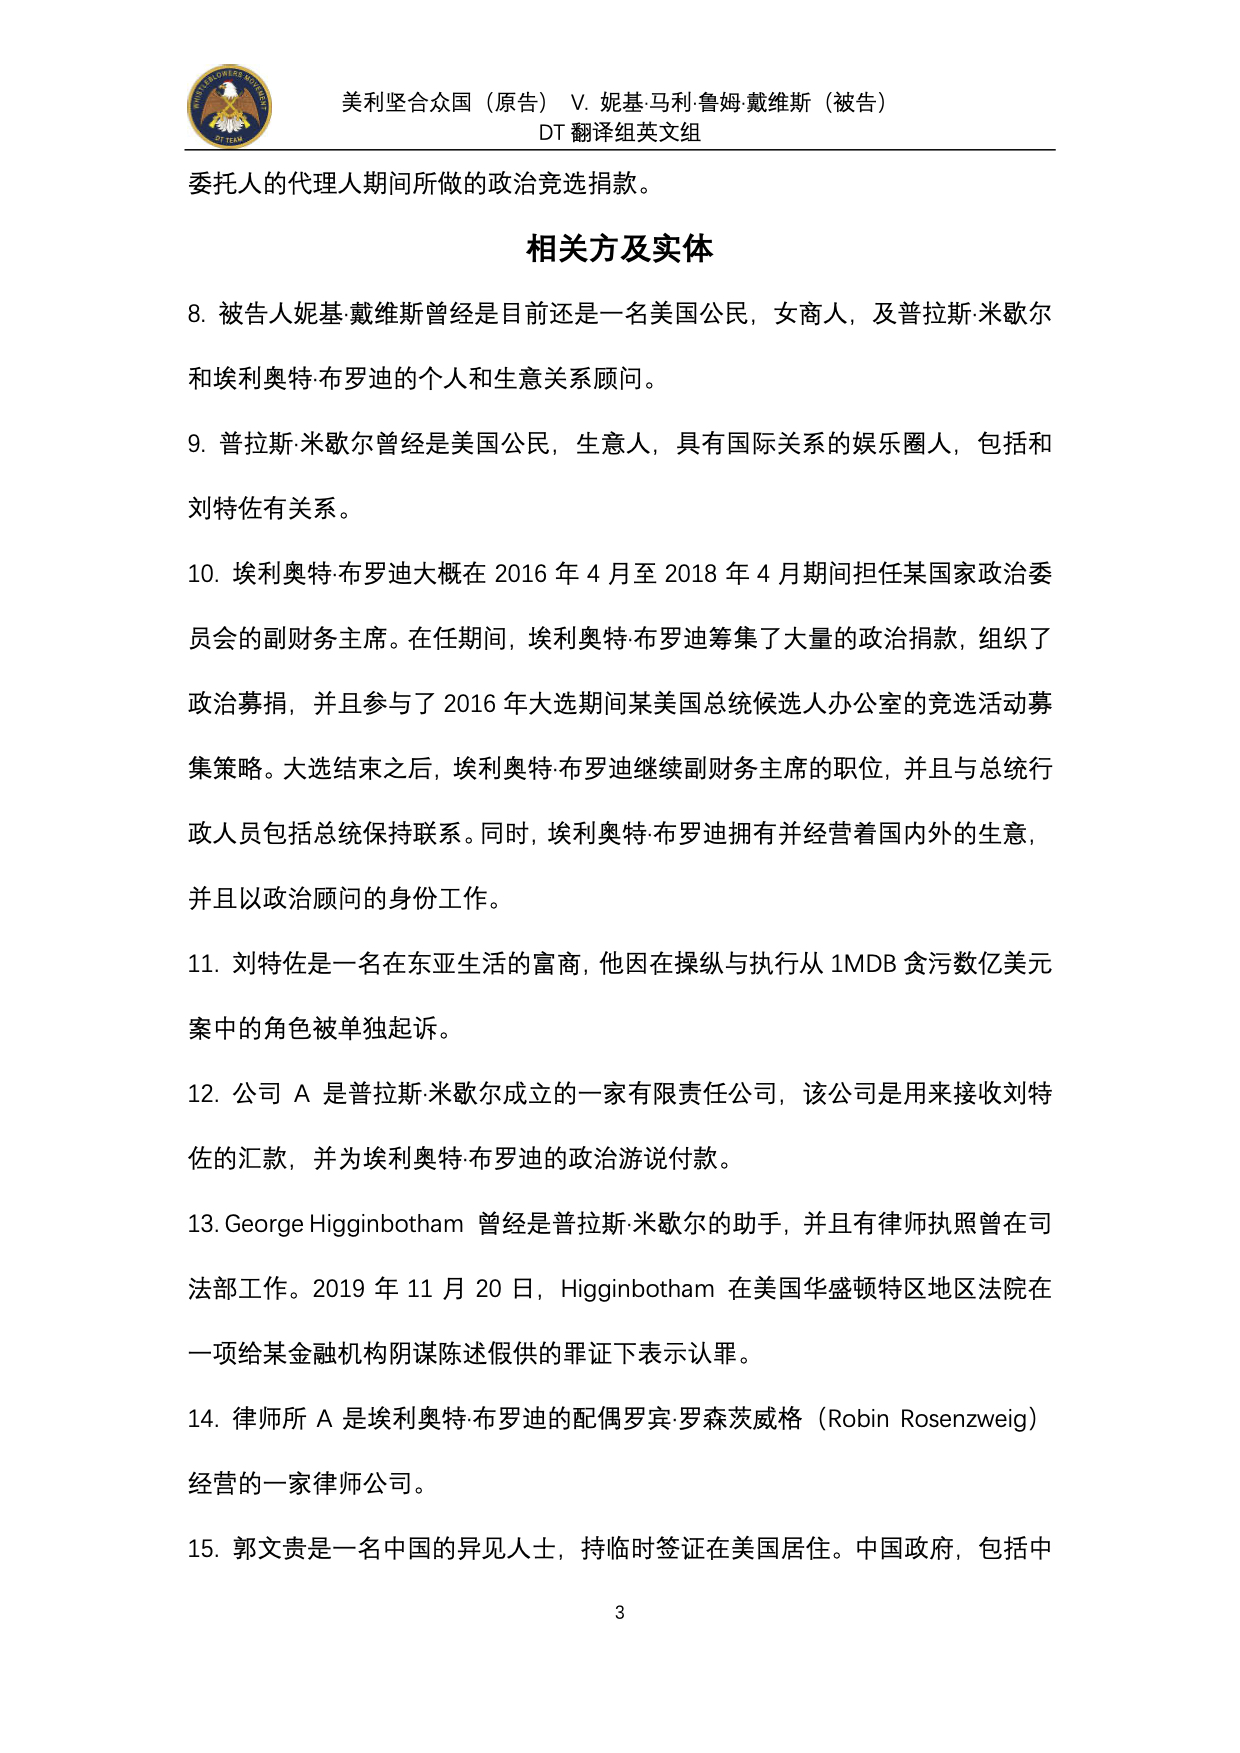 WHISTLEBLOWERS MOVEMENT
DT TEAM
美利坚合众国（原告） V. 妮基·马利·鲁姆·戴维斯（被告）
DT 翻译组英文组
委托人的代理人期间所做的政治竞选捐款。
相关方及实体
8. 被告人妮基·戴维斯曾经是目前还是一名美国公民，女商人，及普拉斯·米歇尔
和埃利奥特·布罗迪的个人和生意关系顾问。
9. 普拉斯·米歇尔曾经是美国公民，生意人，具有国际关系的娱乐圈人，包括和
刘特佐有关系。
10. 埃利奥特·布罗迪大概在 2016 年 4 月至 2018 年 4 月期间担任某国家政治委
员会的副财务主席。在任期间，埃利奥特·布罗迪筹集了大量的政治捐款，组织了
政治募捐，并且参与了 2016 年大选期间某美国总统候选人办公室的竞选活动募
集策略。大选结束之后，埃利奥特·布罗迪继续副财务主席的职位，并且与总统行
政人员包括总统保持联系。同时，埃利奥特·布罗迪拥有并经营着国内外的生意，
并且以政治顾问的身份工作。
11. 刘特佐是一名在东亚生活的富商，他因在操纵与执行从 1MDB 贪污数亿美元
案中的角色被单独起诉。
12. 公司 A 是普拉斯·米歇尔成立的一家有限责任公司，该公司是用来接收刘特
佐的汇款，并为埃利奥特·布罗迪的政治游说付款。
13. George Higginbotham 曾经是普拉斯·米歇尔的助手，并且有律师执照曾在司
法部工作。2019 年 11 月 20 日，Higginbotham 在美国华盛顿特区地区法院在
一项给某金融机构阴谋陈述假供的罪证下表示认罪。
14. 律师所 A 是埃利奥特·布罗迪的配偶罗宾·罗森茨威格（Robin Rosenzweig）
经营的一家律师公司。
15. 郭文贵是一名中国的异见人士，持临时签证在美国居住。中国政府，包括中
3